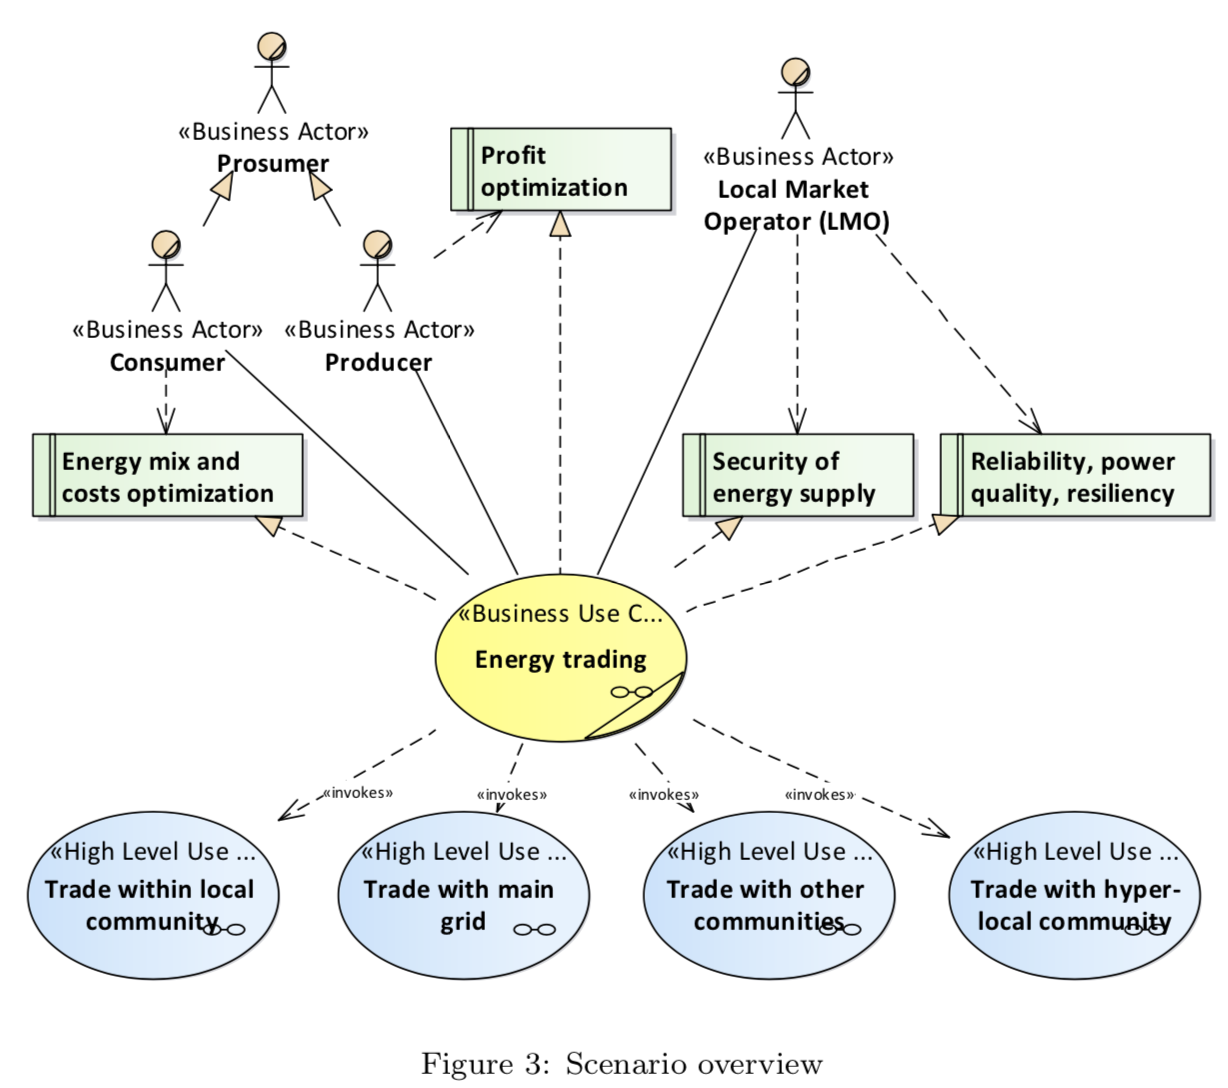 «Business Actor»
Prosumer
«Business Actor»
Local Market
Operator (LMO)
Profit
optimization
«Business Actor»
Consumer
«Business Actor»
Producer
Energy mix and
costs optimization
Security of
energy supply
Reliability, power
quality, resiliency
«Business Use C...
Energy trading
«invokes»
«invokes»
«invokes»
«invokes»
«High Level Use ...
Trade within local
community
«High Level Use ...
Trade with main
grid
«High Level Use ...
Trade with other
communities
«High Level Use ...
Trade with hyper-
local community
Figure 3: Scenario overview